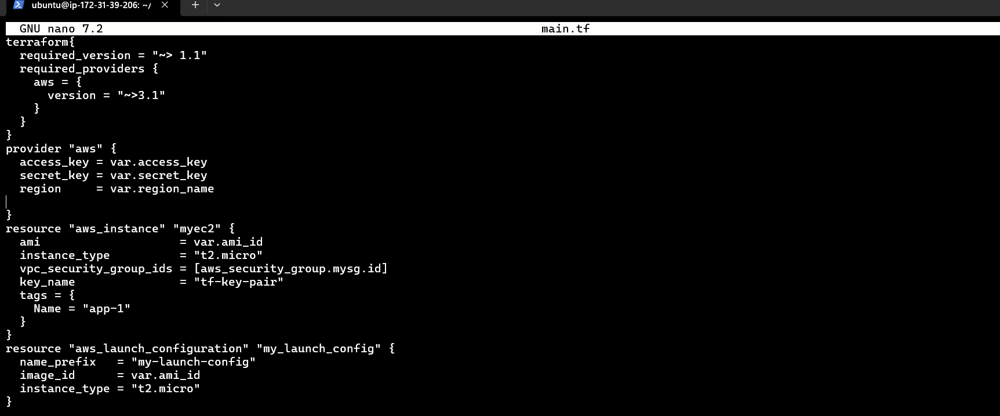 ubuntu@ip-172-31-39-206: ~/
GNU nano 7.2 main.tf
terraform{
  required_version = "~> 1.1"
  required_providers {
    aws = {
      version = "~>3.1"
    }
  }
}
provider "aws" {
  access_key = var.access_key
  secret_key = var.secret_key
  region     = var.region_name

}
resource "aws_instance" "myec2" {
  ami                    = var.ami_id
  instance_type          = "t2.micro"
  vpc_security_group_ids = [aws_security_group.mysg.id]
  key_name               = "tf-key-pair"
  tags = {
    Name = "app-1"
  }
}
resource "aws_launch_configuration" "my_launch_config" {
  name_prefix   = "my-launch-config"
  image_id      = var.ami_id
  instance_type = "t2.micro"
}